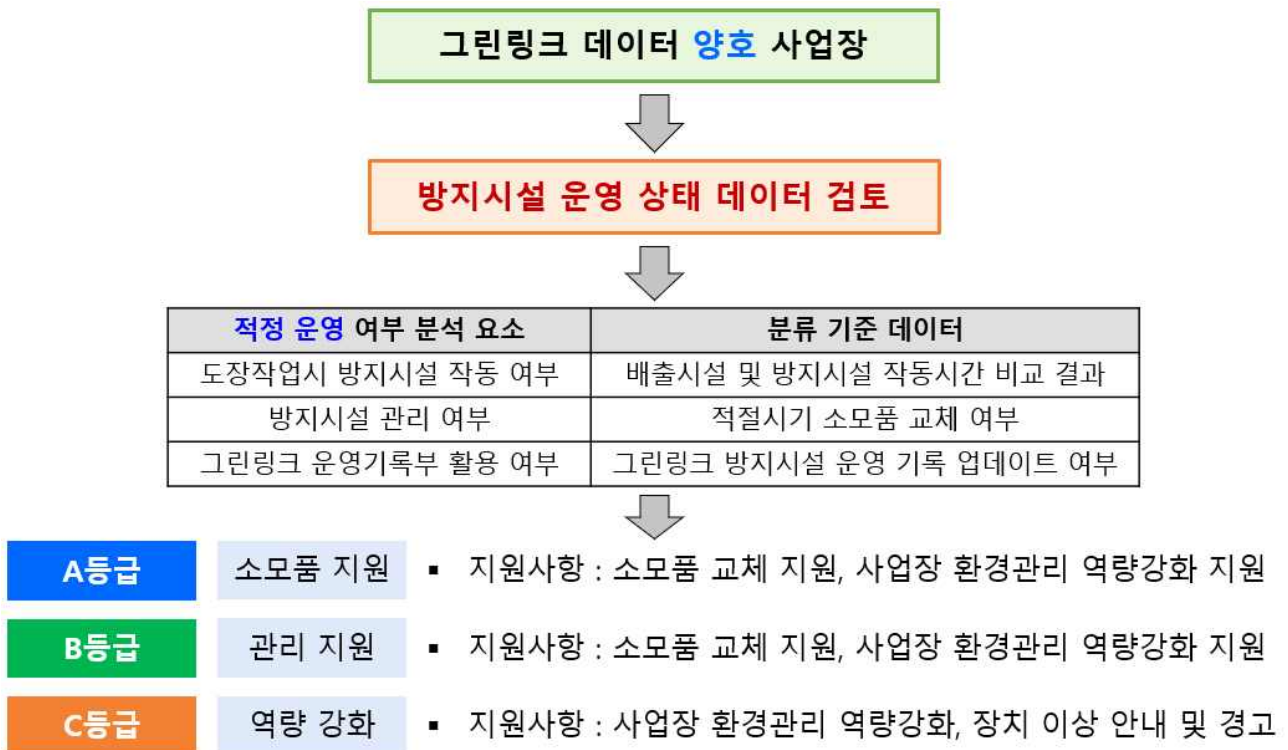 그린링크 데이터 양호 사업장
방지시설 운영 상태 데이터 검토
적정 운영 여부 분석 요소 분류 기준 데이터
도장작업시 방지시설 작동 여부 배출시설 및 방지시설 작동시간 비교 결과
방지시설 관리 여부 적절시기 소모품 교체 여부
그린링크 운영기록부 활용 여부 그린링크 방지시설 운영 기록 업데이트 여부
A등급 소모품 지원 ▪ 지원사항 : 소모품 교체 지원, 사업장 환경관리 역량강화 지원
B등급 관리 지원 ▪ 지원사항 : 소모품 교체 지원, 사업장 환경관리 역량강화 지원
C등급 역량 강화 ▪ 지원사항 : 사업장 환경관리 역량강화, 장치 이상 안내 및 경고